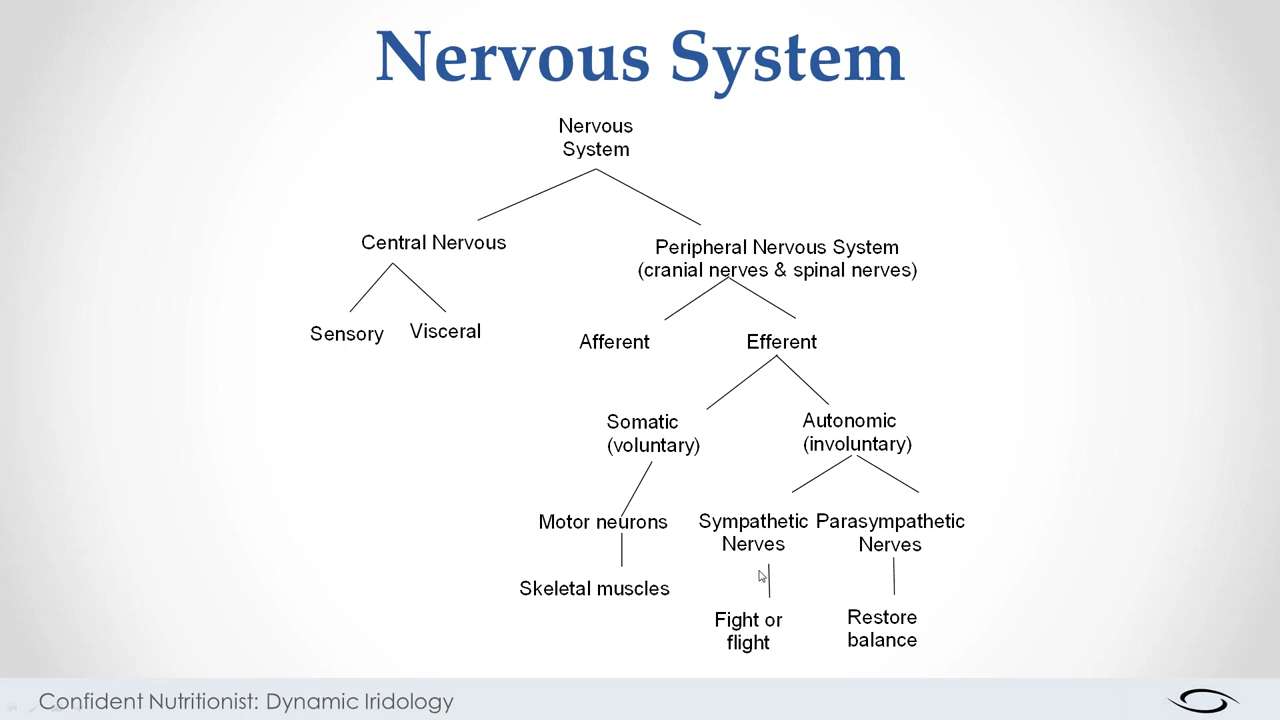 Nervous System
Nervous
System
Central Nervous
Peripheral Nervous System
(cranial nerves & spinal nerves)
Sensory
Visceral
Afferent
Efferent
Somatic
(voluntary)
Autonomic
(involuntary)
Motor neurons
Sympathetic
Nerves
Parasympathetic
Nerves
Skeletal muscles
Fight or
flight
Restore
balance
Confident Nutritionist: Dynamic Iridology